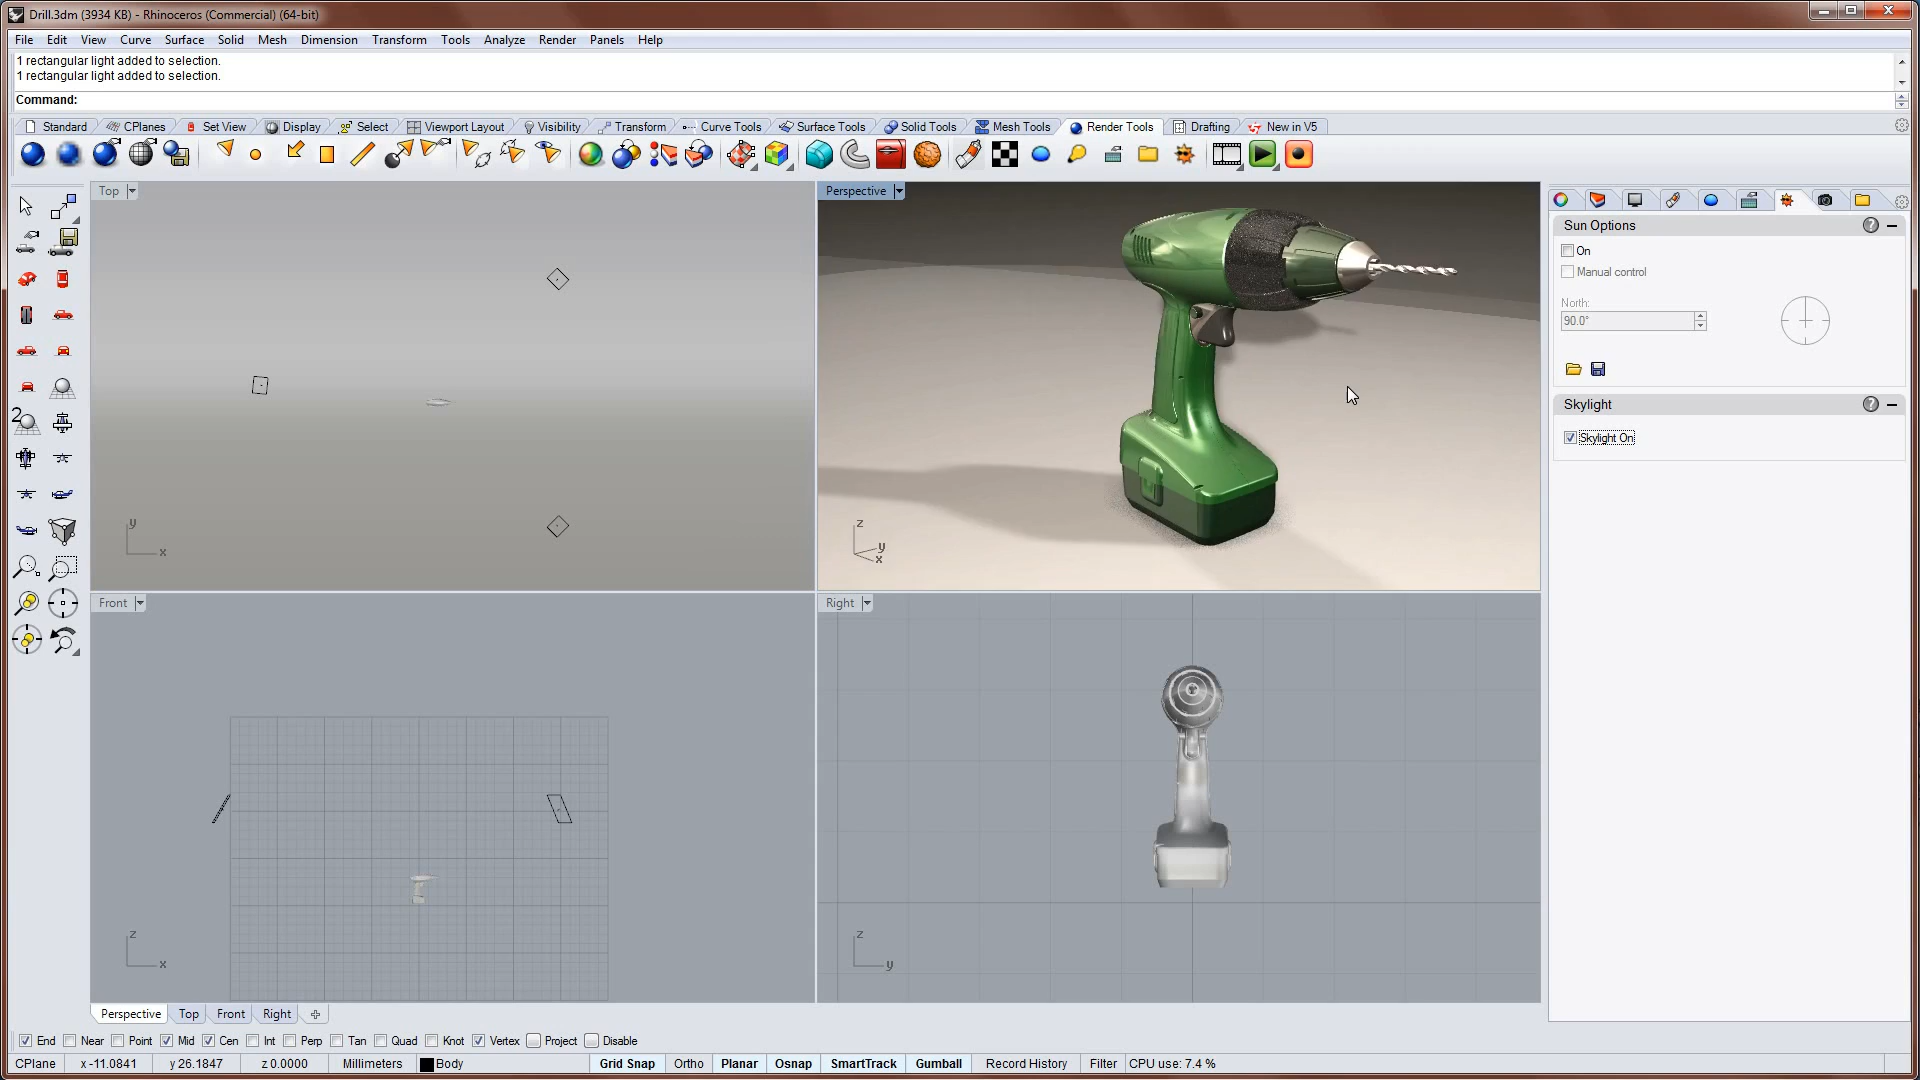 Drill.3dm (3934 KB) - Rhinoceros (Commercial) (64-bit)
File Edit View Curve Surface Solid Mesh Dimension Transform Tools Analyze Render Panels Help
1 rectangular light added to selection.
1 rectangular light added to selection.
Command:
Standard CPlanes Set View Display Select Viewport Layout Visibility Transform Curve Tools Surface Tools Solid Tools Mesh Tools Render Tools Drafting New in V5
Top
Perspective
Sun Options
On
Manual control
North:
90.0°
Skylight
Skylight On
2
y
x
z
y
x
Front
Right
z
x
z
y
Perspective Top Front Right
End Near Point Mid Cen Int Perp Tan Quad Knot Vertex Project Disable
CPlane x -11.0841 y 26.1847 z 0.0000 Millimeters Body Grid Snap Ortho Planar Osnap SmartTrack Gumball Record History Filter CPU use: 7.4 %